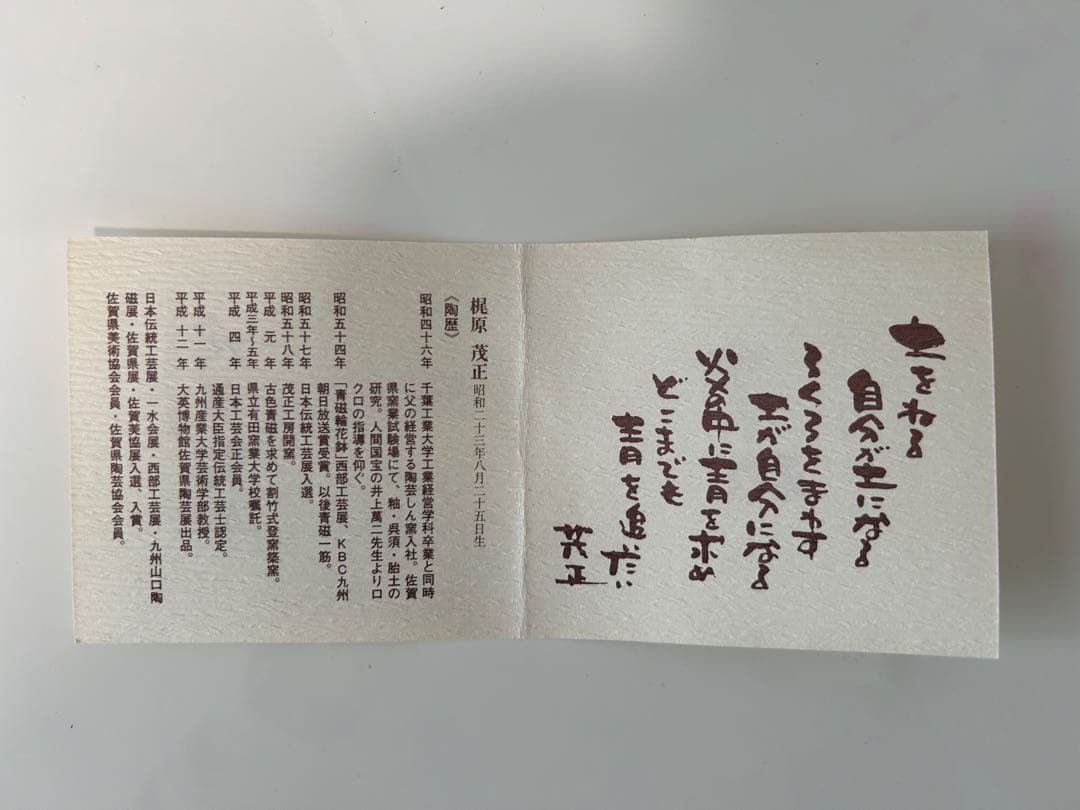 土をねる
自分が土になる
ろくろをまわす
土が自分になる
炎の中に青を求め
どこまでも
青を追いたい
茂正
梶原 茂正 昭和二十三年八月二十五日生
《陶歴》
昭和四十六年 千葉工業大学工業経営学科卒業と同時
に父の経営する陶芸しん窯入社。佐賀
県窯業試験場にて、釉・呉須・胎土の
研究。人間国宝の井上萬二先生よりロ
クロの指導を仰ぐ。
昭和五十四年 「青磁輪花鉢」西部工芸展、KBC九州
朝日放送賞受賞。以後青磁一筋。
昭和五十七年 日本伝統工芸展入選。
昭和五十八年 茂正工房開窯。
平成 元 年 古色青磁を求めて割竹式登窯築窯。
平成三年~五年 県立有田窯業大学校嘱託。
平成 四 年 日本工芸会正会員。
通産大臣指定伝統工芸士認定。
平成 十一 年 九州産業大学芸術学部教授。
平成 十二 年 大英博物館佐賀県陶芸展出品。
日本伝統工芸展・一水会展・西部工芸展・九州山口陶
磁展・佐賀県展・佐賀美協展入選、入賞。
佐賀県美術協会会員・佐賀県陶芸協会会員。